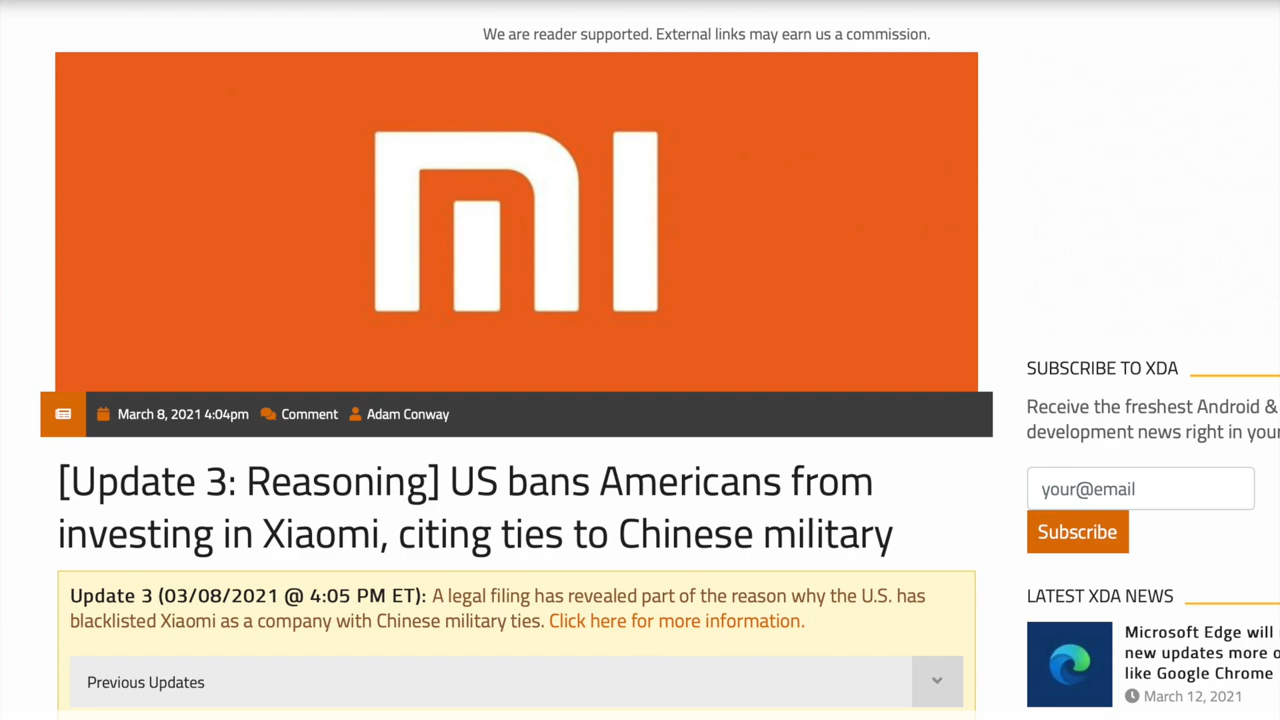 We are reader supported. External links may earn us a commission.
mi
March 8, 2021 4:04pm Comment Adam Conway
[Update 3: Reasoning] US bans Americans from
investing in Xiaomi, citing ties to Chinese military
Update 3 (03/08/2021 @ 4:05 PM ET): A legal filing has revealed part of the reason why the U.S. has
blacklisted Xiaomi as a company with Chinese military ties. Click here for more information.
Previous Updates
SUBSCRIBE TO XDA
Receive the freshest Android &
development news right in your
your@email
Subscribe
LATEST XDA NEWS
Microsoft Edge will
new updates more o
like Google Chrome
March 12, 2021